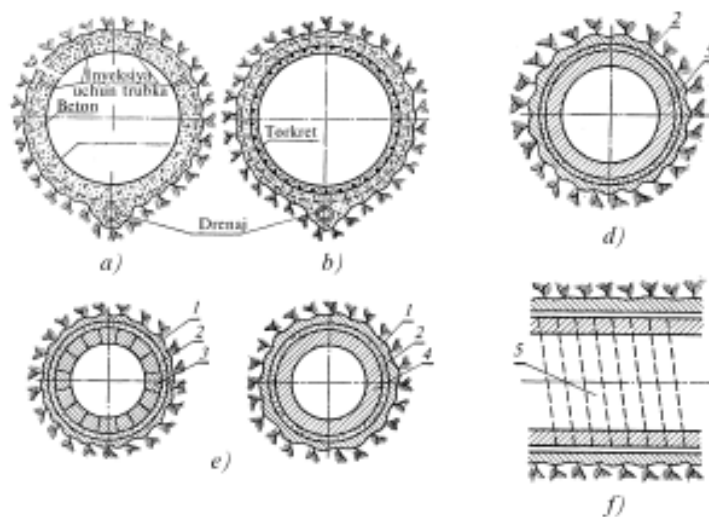 Inyeksiya
uchun trubka
Beton
Torkret
Drenaj
a)
b)
2
d)
1
2
3
1
2
4
e)
5
f)